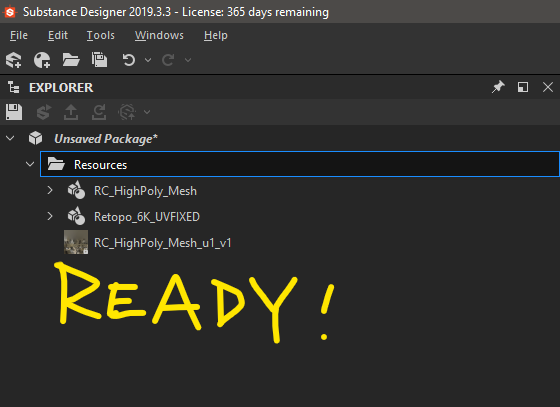 Substance Designer 2019.3.3 - License: 365 days remaining
File Edit Tools Windows Help
EXPLORER
Unsaved Package*
Resources
RC_HighPoly_Mesh
Retopo_6K_UVFIXED
RC_HighPoly_Mesh_u1_v1
READY!